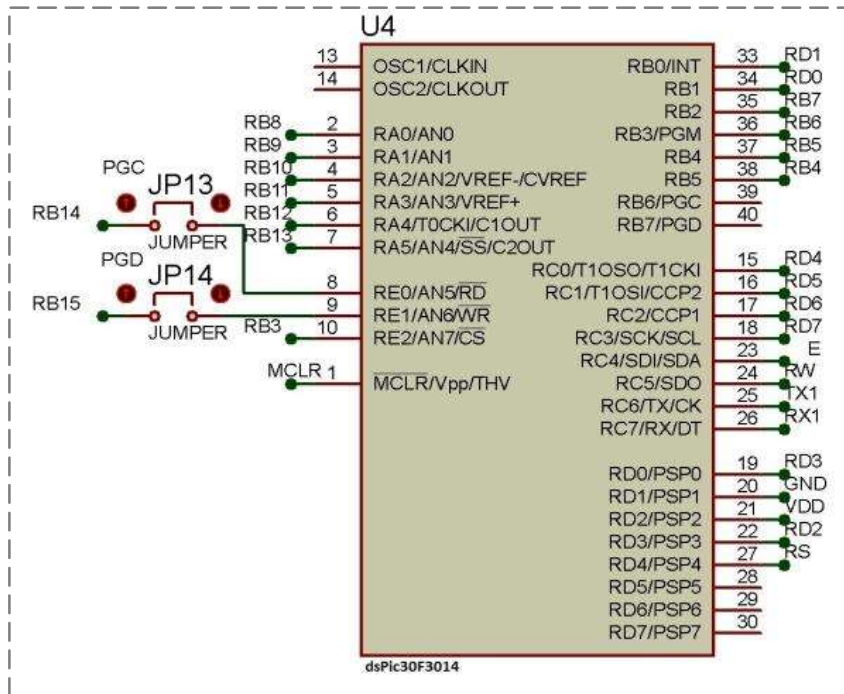 U4
13 OSC1/CLKIN
14 OSC2/CLKOUT
RB8 2 RA0/AN0
RB9 3 RA1/AN1
RB10 4 RA2/AN2/VREF-/CVREF
RB11 5 RA3/AN3/VREF+
RB12 6 RA4/T0CKI/C1OUT
RB13 7 RA5/AN4/SS/C2OUT
PGC
JP13
RB14
JUMPER
8 RE0/AN5/RD
PGD
JP14
RB15
JUMPER
9 RE1/AN6/WR
RB3 10 RE2/AN7/CS
MCLR 1 MCLR/Vpp/THV
RB0/INT 33 RD1
RB1 34 RD0
RB2 35 RB7
RB3/PGM 36 RB6
RB4 37 RB5
RB5 38 RB4
RB6/PGC 39
RB7/PGD 40
RC0/T1OSO/T1CKI 15 RD4
RC1/T1OSI/CCP2 16 RD5
RC2/CCP1 17 RD6
RC3/SCK/SCL 18 RD7
RC4/SDI/SDA 23 E
RC5/SDO 24 RW
RC6/TX/CK 25 TX1
RC7/RX/DT 26 RX1
RD0/PSP0 19 RD3
RD1/PSP1 20 GND
RD2/PSP2 21 VDD
RD3/PSP3 22 RD2
RD4/PSP4 27 RS
RD5/PSP5 28
RD6/PSP6 29
RD7/PSP7 30
dsPic30F3014